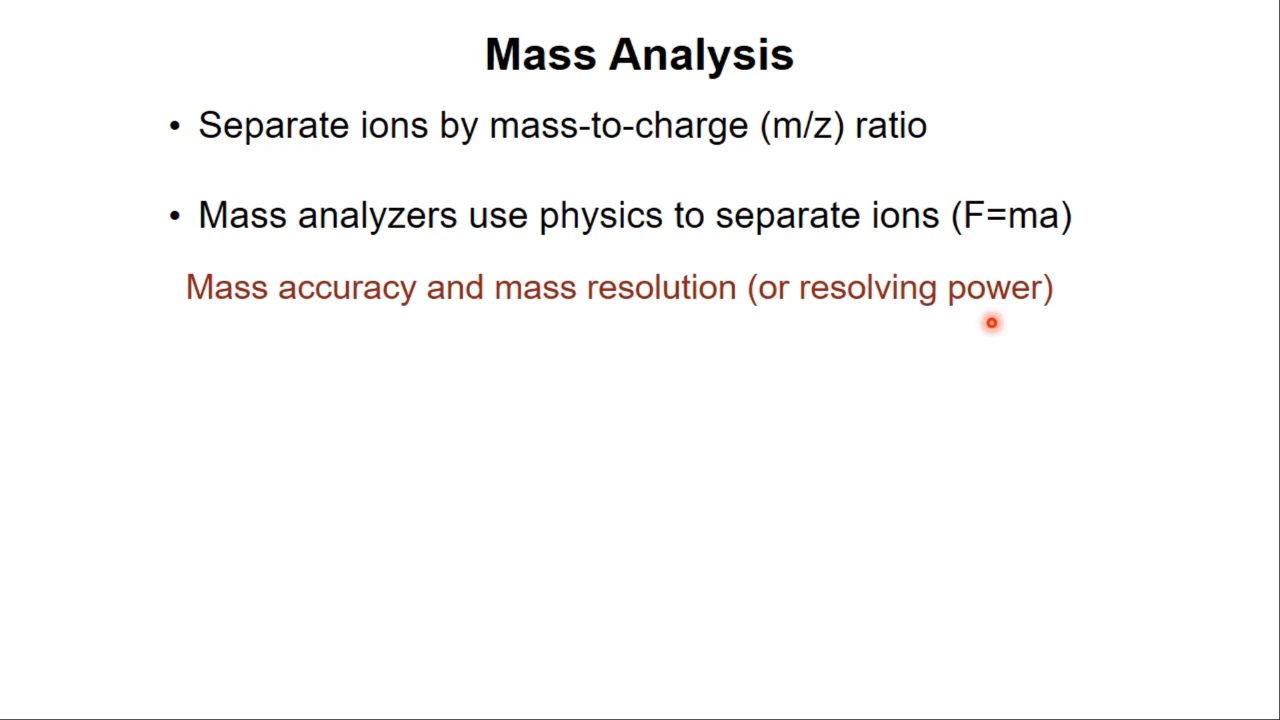 Mass Analysis
• Separate ions by mass-to-charge (m/z) ratio
• Mass analyzers use physics to separate ions (F=ma)
Mass accuracy and mass resolution (or resolving power)